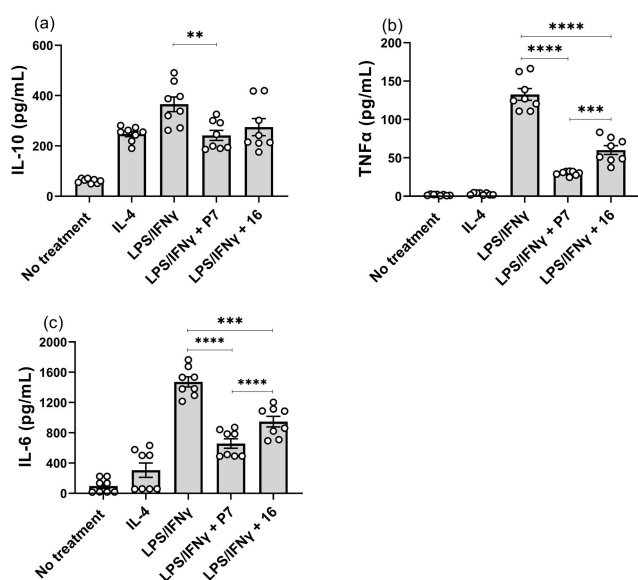 (a)
**
600
400
200
0
IL-10 (pg/mL)
No treatment
IL-4
LPS/IFNγ
LPS/IFNγ + P7
LPS/IFNγ + 16
(b)
****
****
***
200
150
100
50
0
TNFα (pg/mL)
No treatment
IL-4
LPS/IFNγ
LPS/IFNγ + P7
LPS/IFNγ + 16
(c)
***
****
****
2000
1600
1200
800
400
0
IL-6 (pg/mL)
No treatment
IL-4
LPS/IFNγ
LPS/IFNγ + P7
LPS/IFNγ + 16